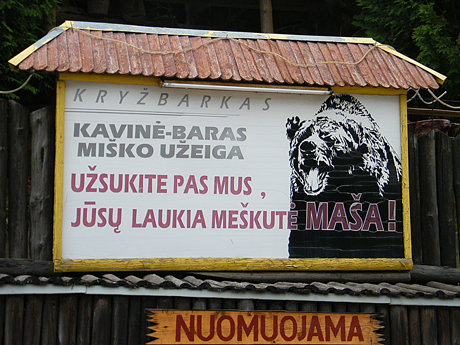 KRYŽBARKAS
KAVINĖ-BARAS
MIŠKO UŽEIGA
UŽSUKITE PAS MUS,
JŪSŲ LAUKIA MEŠKUTĖ MAŠA!
NUOMUOJAMA